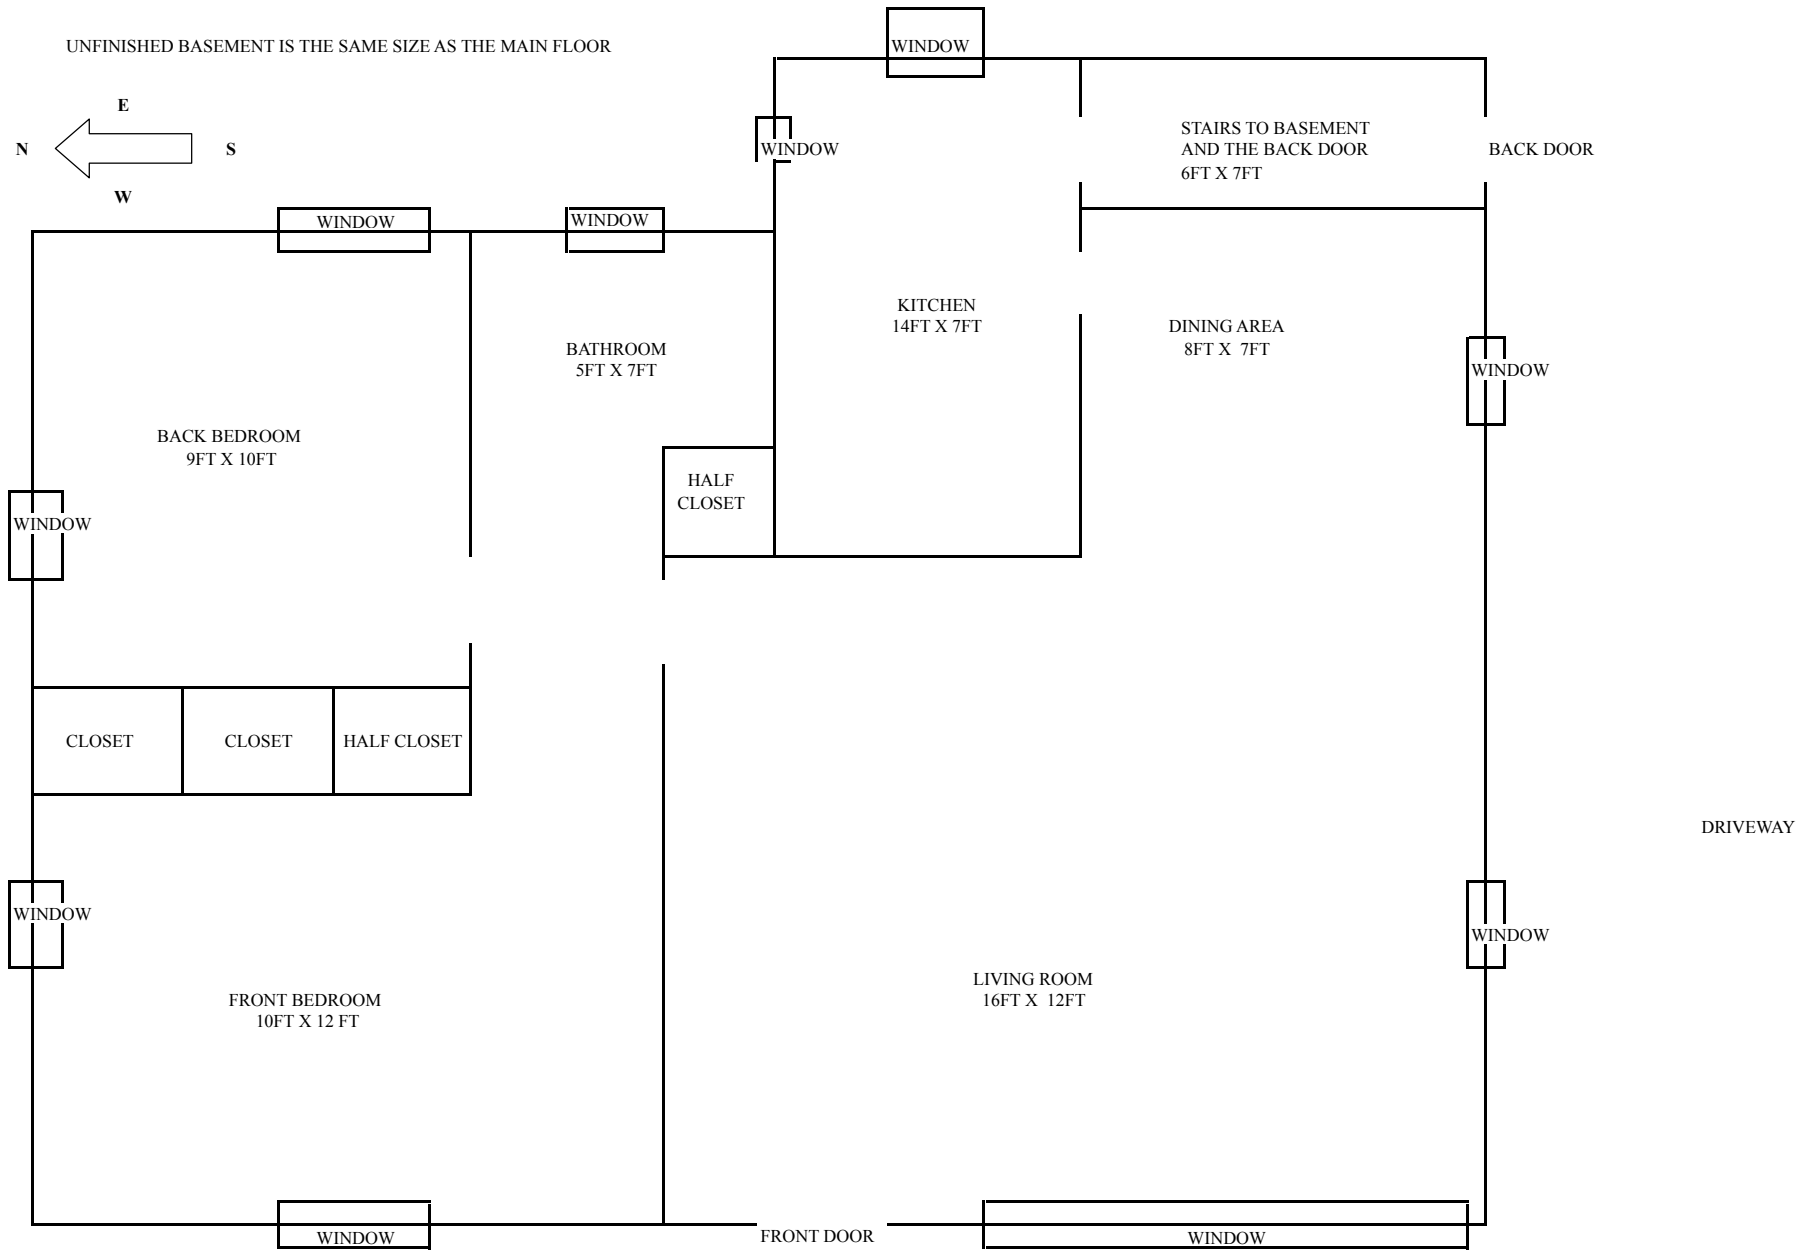 UNFINISHED BASEMENT IS THE SAME SIZE AS THE MAIN FLOOR
WINDOW
E
N
S
W
WINDOW
STAIRS TO BASEMENT
AND THE BACK DOOR
6FT X 7FT
BACK DOOR
WINDOW
WINDOW
KITCHEN
14FT X 7FT
DINING AREA
8FT X 7FT
BATHROOM
5FT X 7FT
WINDOW
BACK BEDROOM
9FT X 10FT
HALF
CLOSET
WINDOW
CLOSET
CLOSET
HALF CLOSET
DRIVEWAY
WINDOW
WINDOW
LIVING ROOM
16FT X 12FT
FRONT BEDROOM
10FT X 12 FT
WINDOW
FRONT DOOR
WINDOW